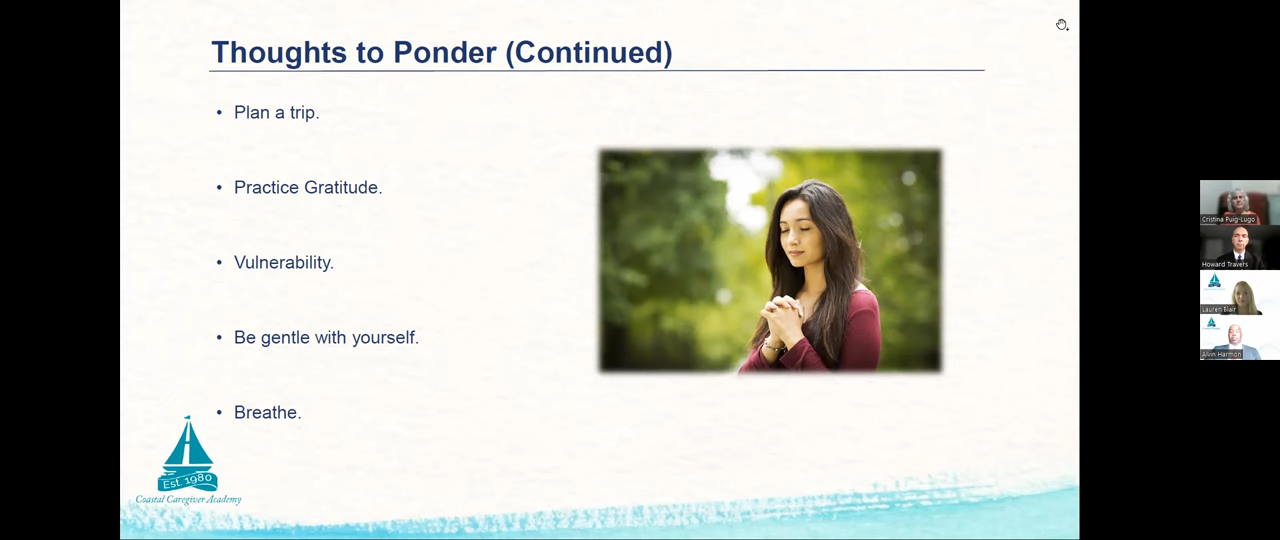 Thoughts to Ponder (Continued)
• Plan a trip.
• Practice Gratitude.
• Vulnerability.
• Be gentle with yourself.
• Breathe.
Est. 1980
Coastal Caregiver Academy
Cristina Puig-Lugo
Howard Travers
Lauren Blair
Alvin Harmon